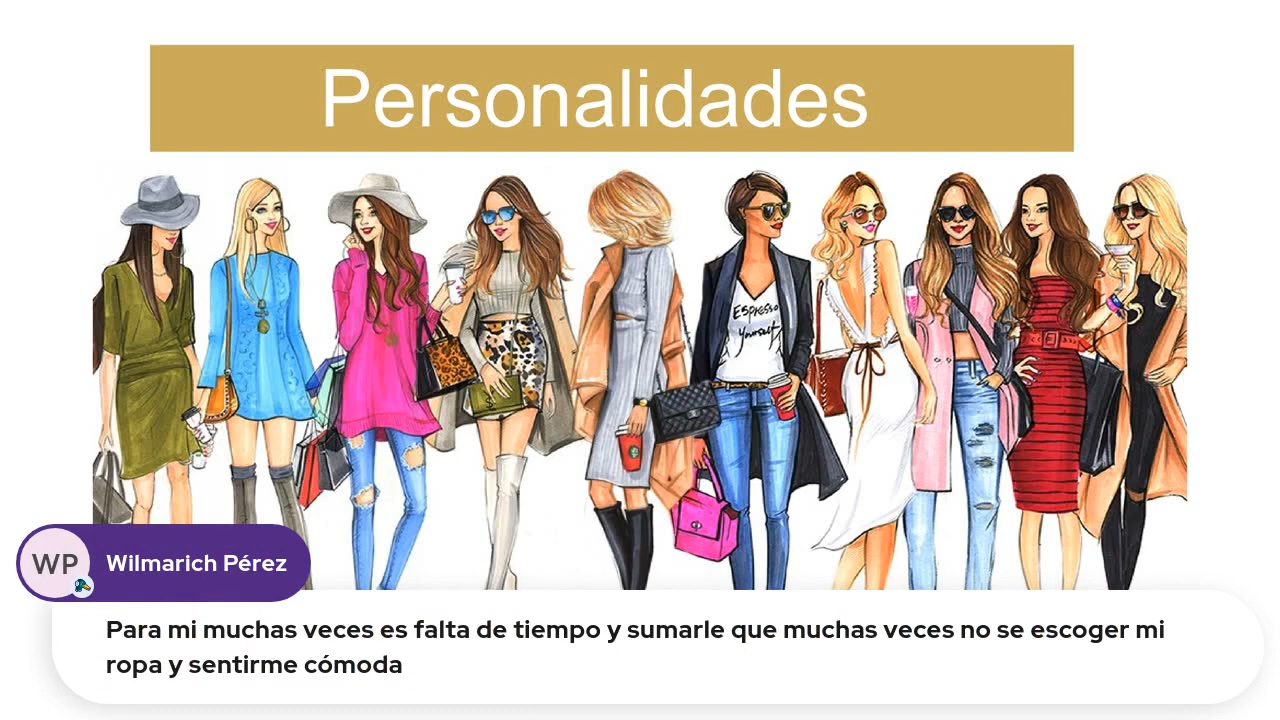 Personalidades
ESPRESSO
Yourself
WP
Wilmarich Pérez
Para mi muchas veces es falta de tiempo y sumarle que muchas veces no se escoger mi
ropa y sentirme cómoda